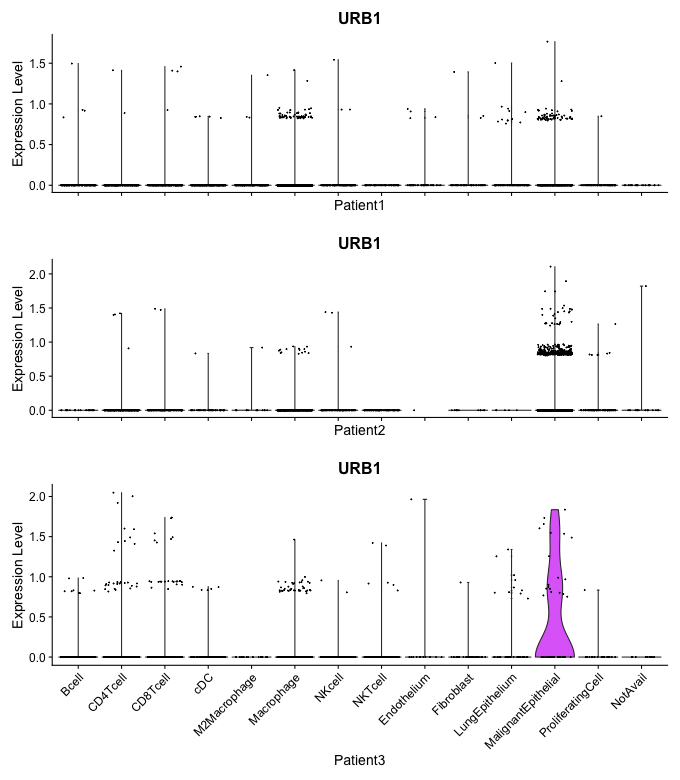 URB1
Expression Level
1.5
1.0
0.5
0.0
Patient1
URB1
Expression Level
2.0
1.5
1.0
0.5
0.0
Patient2
URB1
Expression Level
2.0
1.5
1.0
0.5
0.0
Bcell
CD4Tcell
CD8Tcell
cDC
M2Macrophage
Macrophage
NKcell
NKTcell
Endothelium
Fibroblast
LungEpithelium
MalignantEpithelial
ProliferatingCell
NotAvail
Patient3